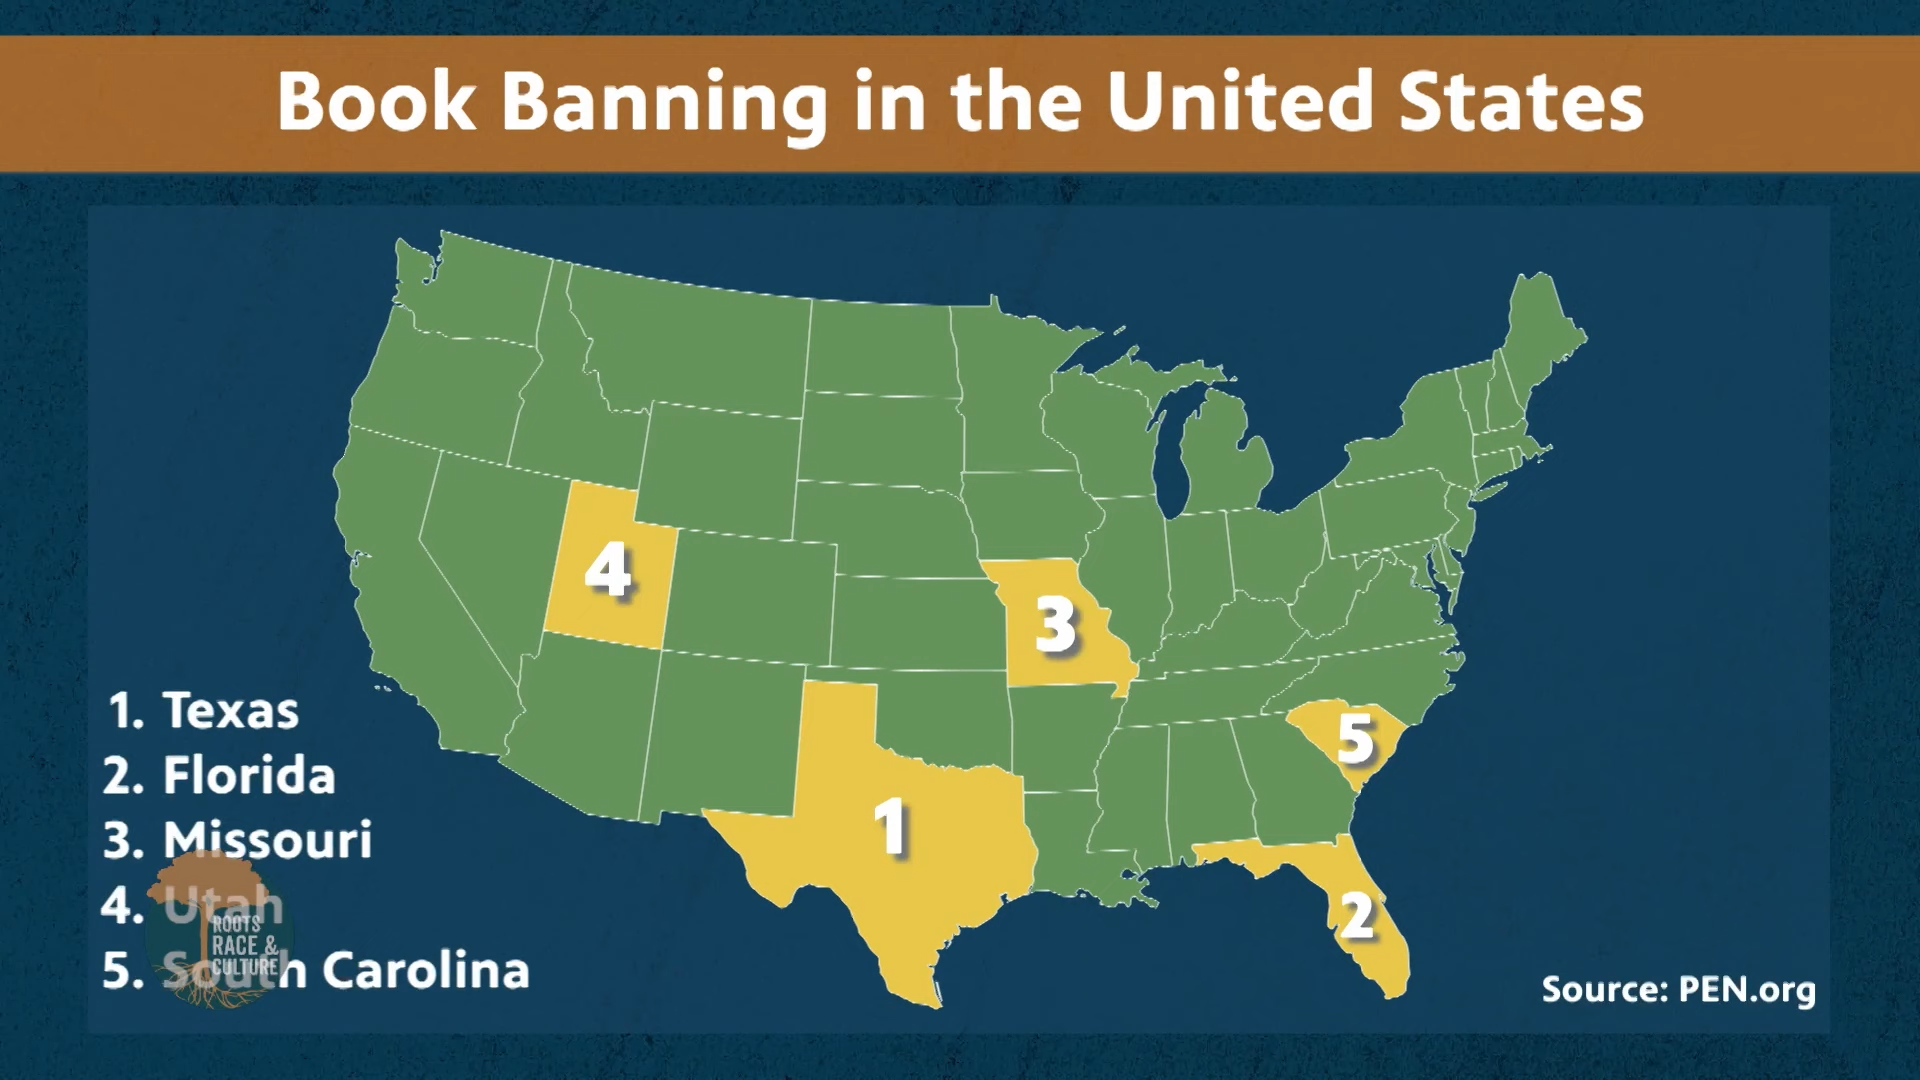 Book Banning in the United States
4
3
5
1
2
1. Texas
2. Florida
3. Missouri
4. Utah
5. South Carolina
ROOTS
RACE &
CULTURE
Source: PEN.org